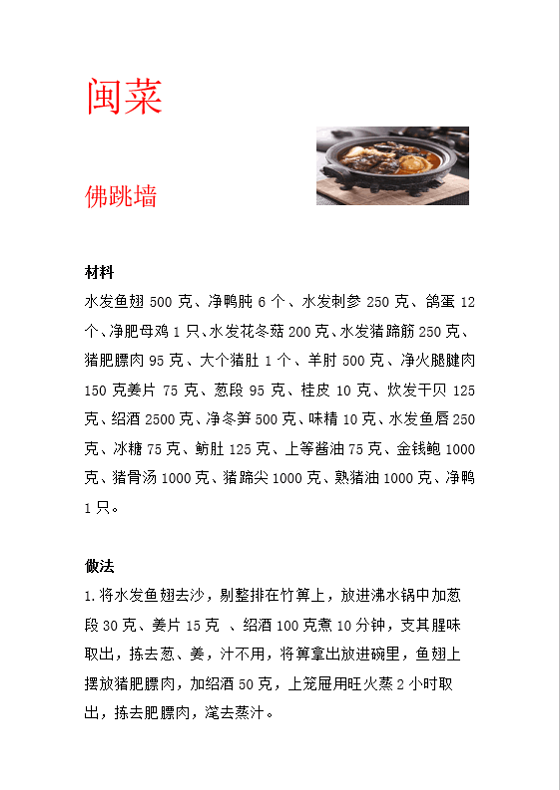 闽菜
佛跳墙
材料
水发鱼翅 500 克、净鸭肫 6 个、水发刺参 250 克、鸽蛋 12
个、净肥母鸡 1 只、水发花冬菇 200 克、水发猪蹄筋 250 克、
猪肥膘肉 95 克、大个猪肚 1 个、羊肘 500 克、净火腿腱肉
150 克姜片 75 克、葱段 95 克、桂皮 10 克、炊发干贝 125
克、绍酒 2500 克、净冬笋 500 克、味精 10 克、水发鱼唇 250
克、冰糖 75 克、鲂肚 125 克、上等酱油 75 克、金钱鲍 1000
克、猪骨汤 1000 克、猪蹄尖 1000 克、熟猪油 1000 克、净鸭
1 只。
做法
1.将水发鱼翅去沙，剔整排在竹箅上，放进沸水锅中加葱
段 30 克、姜片 15 克 、绍酒 100 克煮 10 分钟，支其腥味
取出，拣去葱、姜，汁不用，将箅拿出放进碗里，鱼翅上
摆放猪肥膘肉，加绍酒 50 克，上笼屉用旺火蒸 2 小时取
出，拣去肥膘肉，滗去蒸汁。